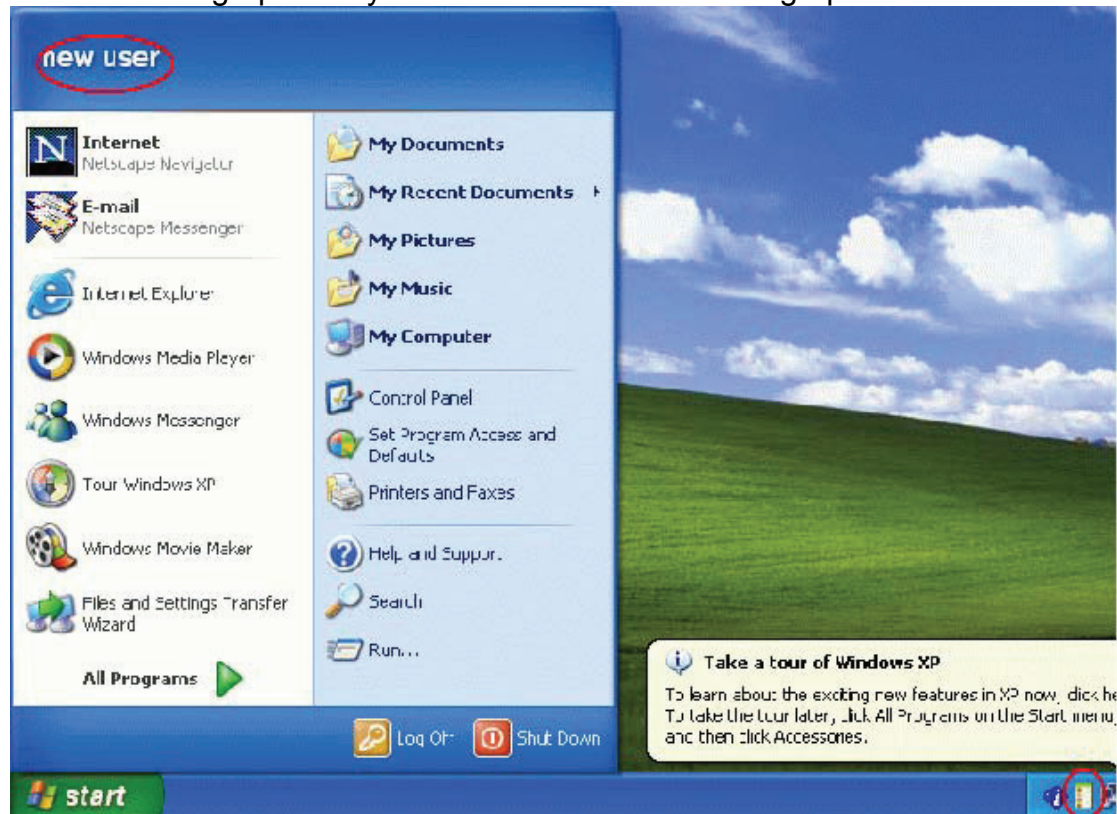 new user
Internet
Netscape Navigator
E-mail
Netscape Messenger
Internet Explorer
Windows Media Player
Windows Messenger
Tour Windows XP
Windows Movie Maker
Files and Settings Transfer
Wizard
All Programs
My Documents
My Recent Documents
My Pictures
My Music
My Computer
Control Panel
Set Program Access and
Defaults
Printers and Faxes
Help and Support
Search
Run...
Log Off
Shut Down
Take a tour of Windows XP
To learn about the exciting new features in XP now, click he
To take the tour later, click All Programs on the Start menu,
and then click Accessories.
start